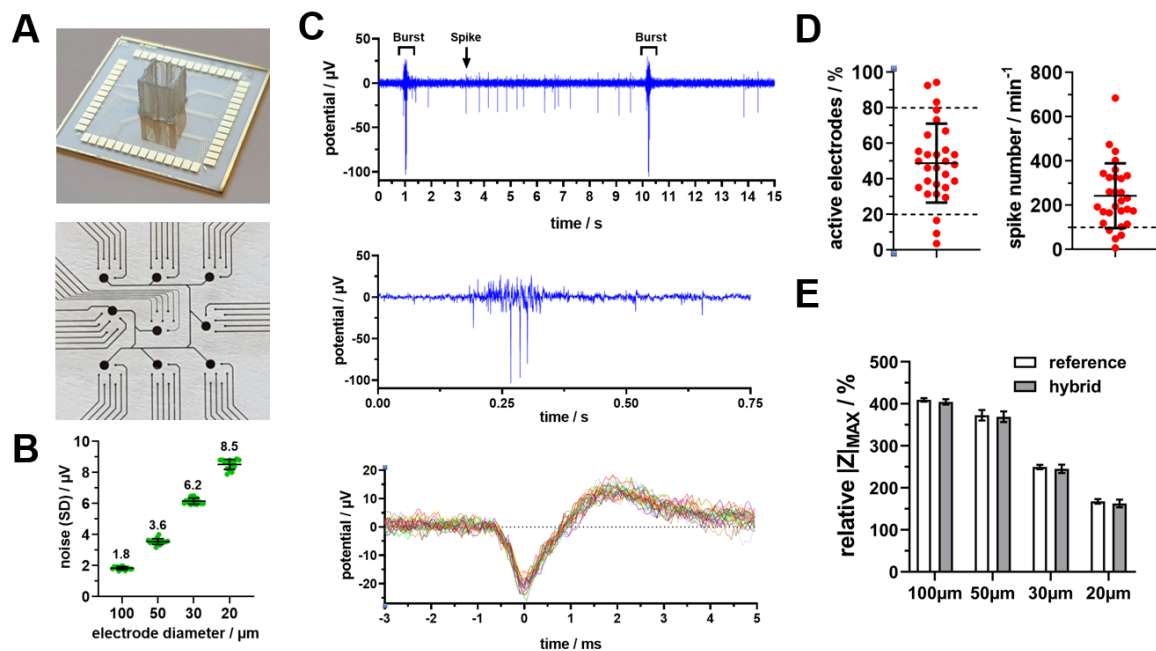 A
B
noise (SD) / µV
10
8
6
4
2
0
1.8
3.6
6.2
8.5
100
50
30
20
electrode diameter / µm
C
Burst
Spike
Burst
potential / µV
50
0
-50
-100
0 1 2 3 4 5 6 7 8 9 10 11 12 13 14 15
time / s
potential / µV
50
0
-50
-100
0.00 0.25 0.50 0.75
time / s
potential / µV
20
10
0
-10
-20
-3 -2 -1 0 1 2 3 4 5
time / ms
D
active electrodes / %
100
80
60
40
20
0
spike number / min-1
800
600
400
200
0
E
relative |Z|MAX / %
500
400
300
200
100
0
reference
hybrid
100µm 50µm 30µm 20µm